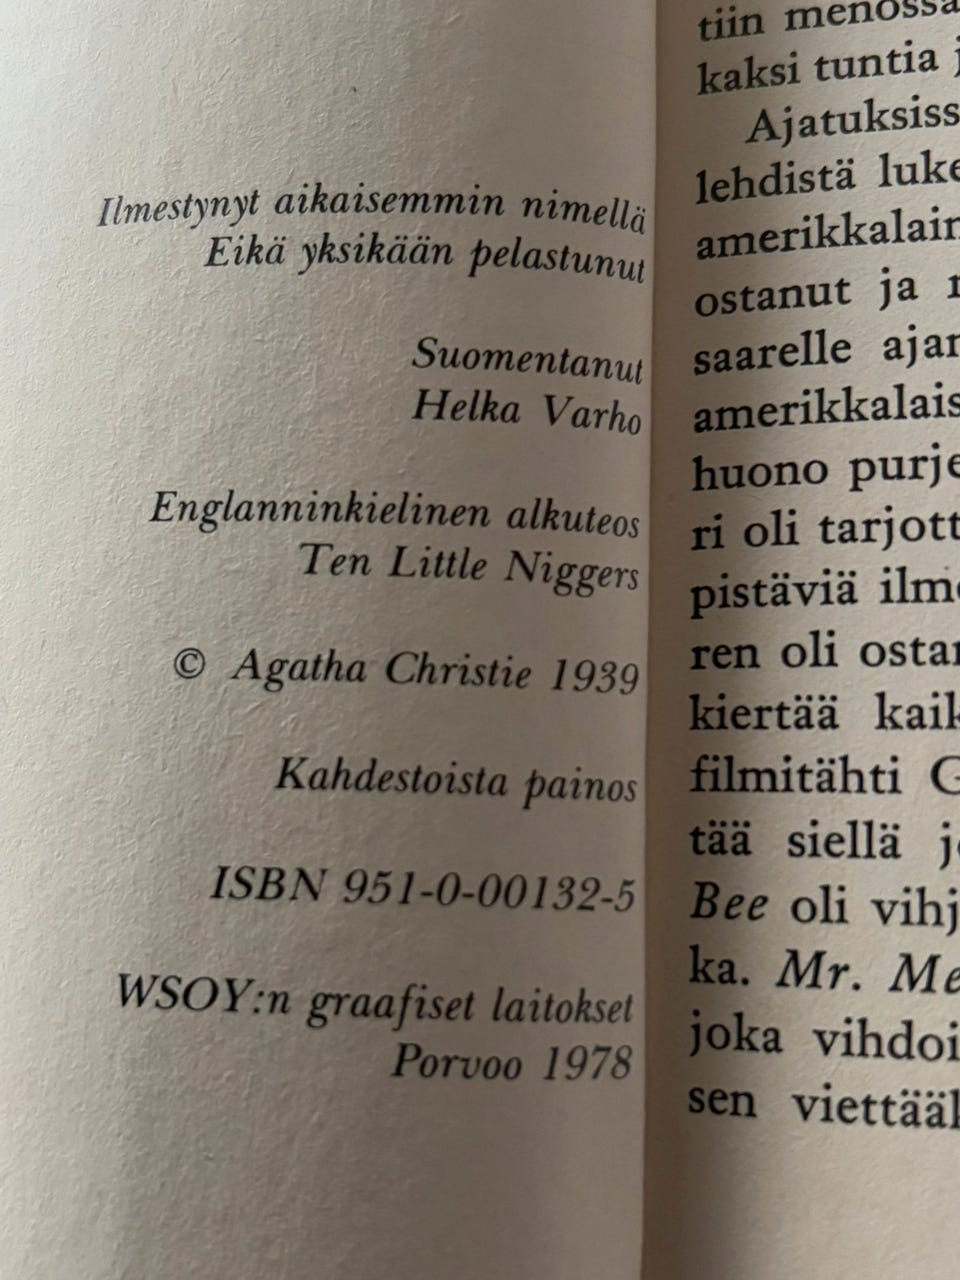 Ilmestynyt aikaisemmin nimellä
Eikä yksikään pelastunut
Suomentanut
Helka Varho
Englanninkielinen alkuteos
Ten Little Niggers
© Agatha Christie 1939
Kahdestoista painos
ISBN 951-0-00132-5
WSOY:n graafiset laitokset
Porvoo 1978
tiin
kaksi tuntia
lehdistä
ostanut ja
saarelle
huono
ri oli
pistäviä
ren oli
kiertää
filmitähti
tää siellä
Bee oli
ka. Mr.
joka
sen